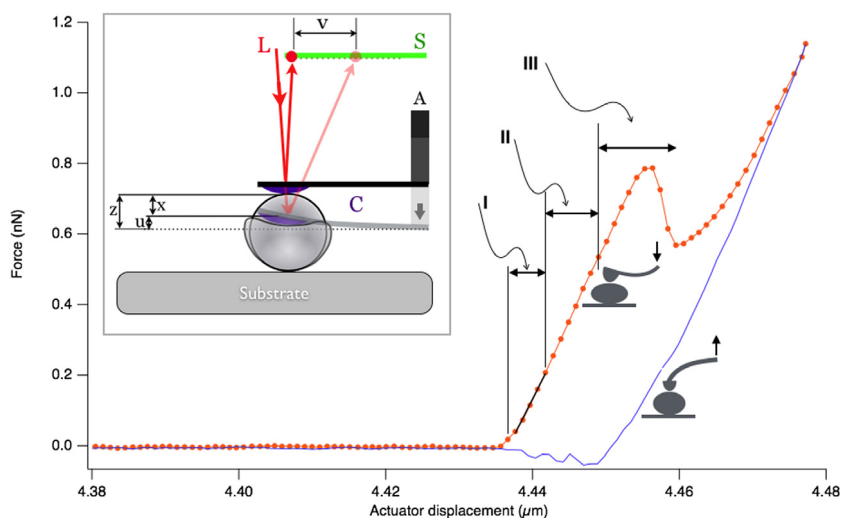 1.2
1.0
0.8
0.6
0.4
0.2
0.0
Force (nN)
4.38
4.40
4.42
4.44
4.46
4.48
Actuator displacement (µm)
v
L
S
A
C
z
x
u
Substrate
I
II
III